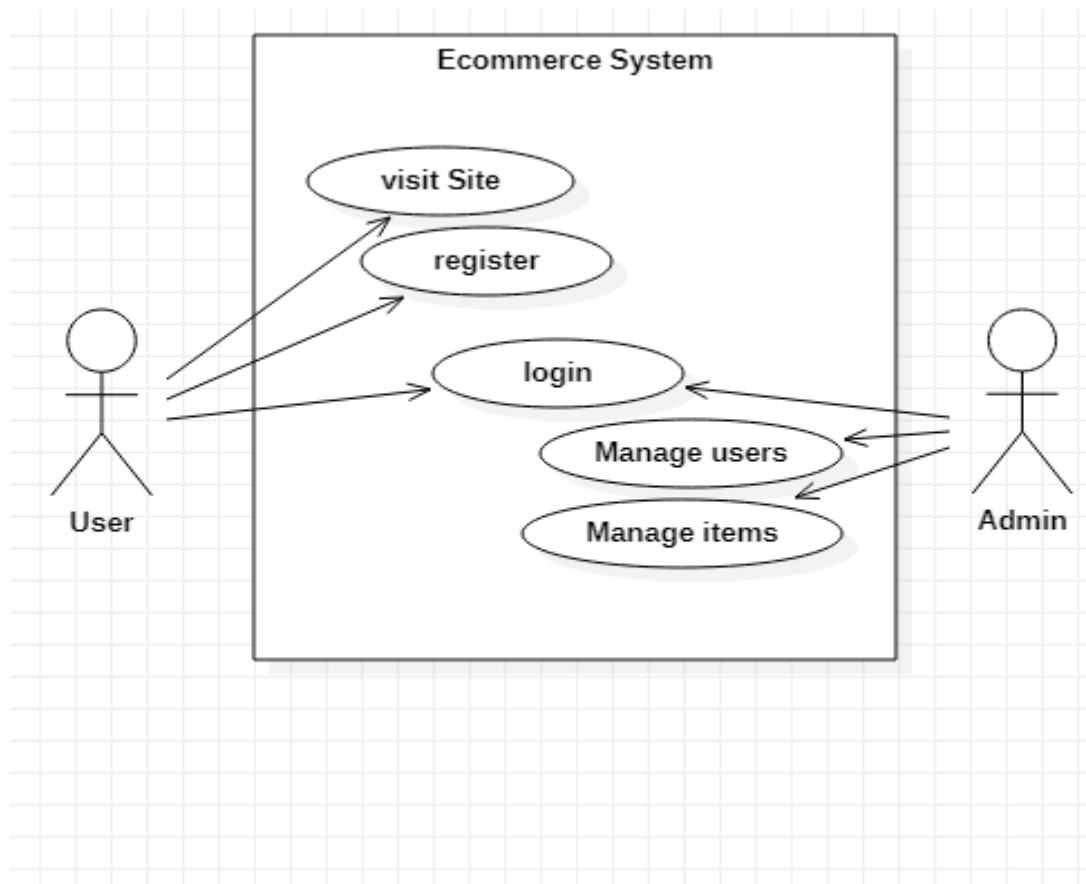 Ecommerce System
visit Site
register
login
Manage users
Manage items
User
Admin